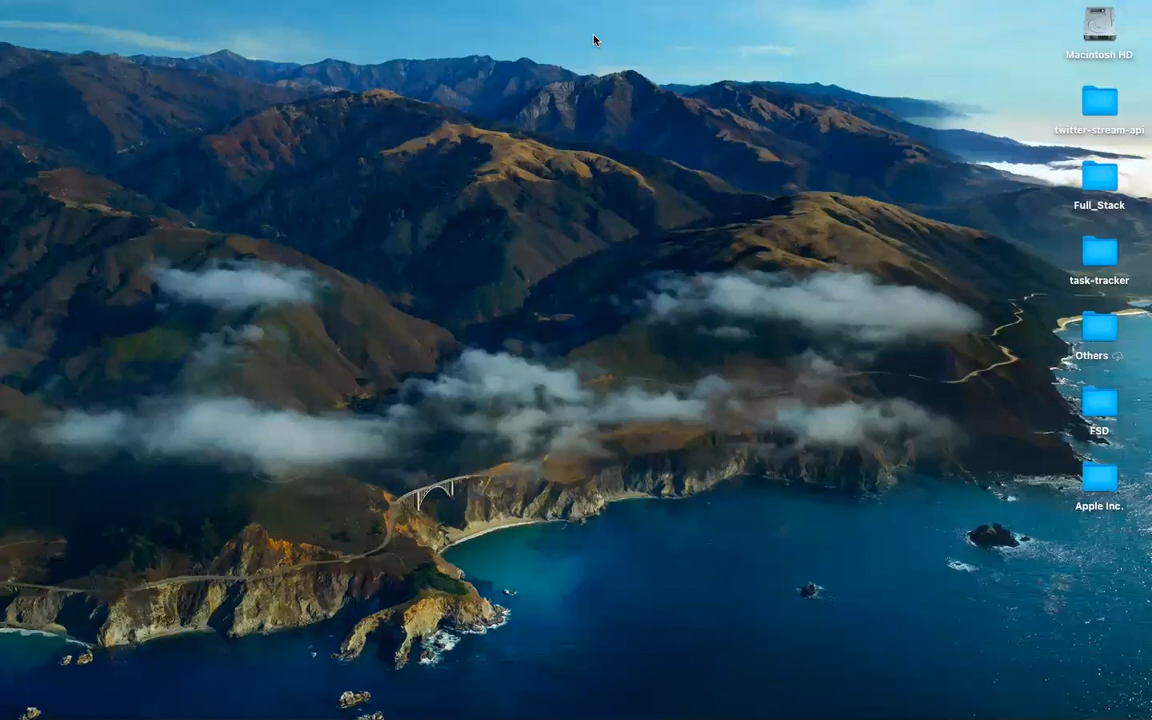 Macintosh HD
twitter-stream-api
Full_Stack
task-tracker
Others
FSD
Apple Inc.